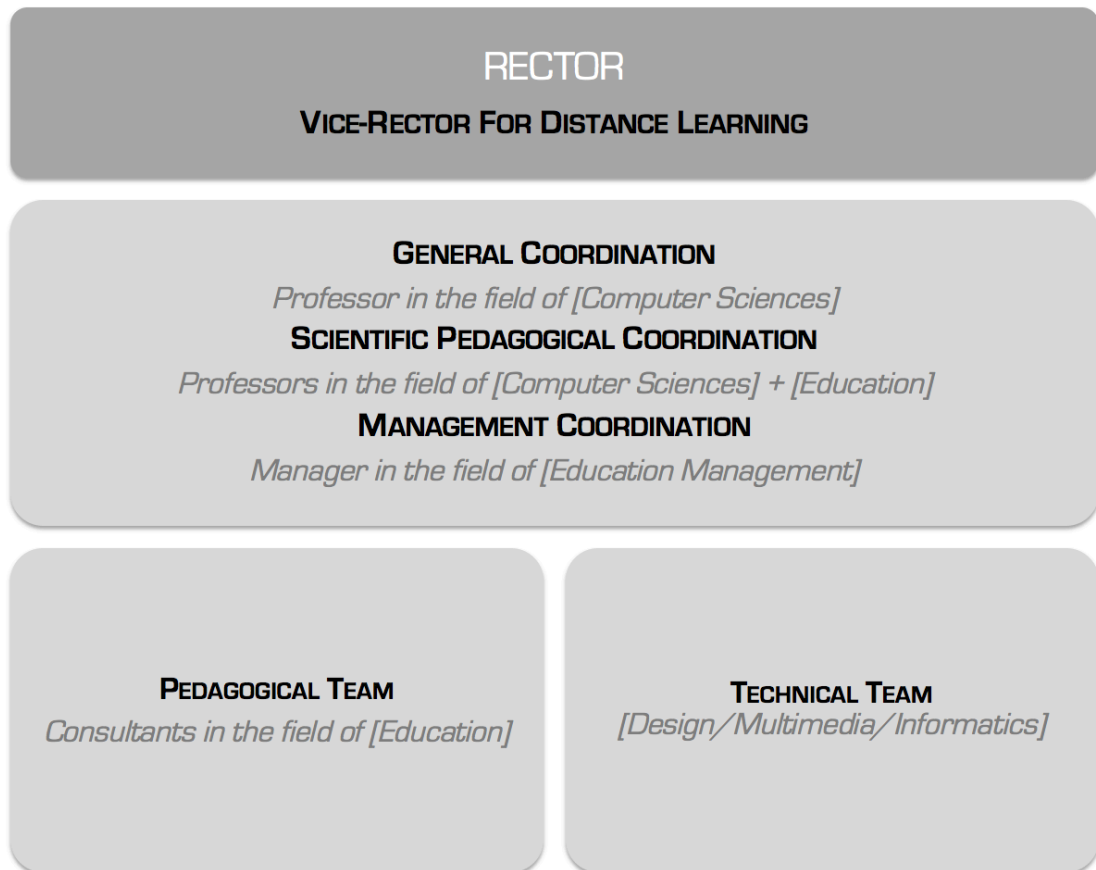 RECTOR
VICE-RECTOR FOR DISTANCE LEARNING
GENERAL COORDINATION
Professor in the field of [Computer Sciences]
SCIENTIFIC PEDAGOGICAL COORDINATION
Professors in the field of [Computer Sciences] + [Education]
MANAGEMENT COORDINATION
Manager in the field of [Education Management]
PEDAGOGICAL TEAM
Consultants in the field of [Education]
TECHNICAL TEAM
[Design/Multimedia/Informatics]